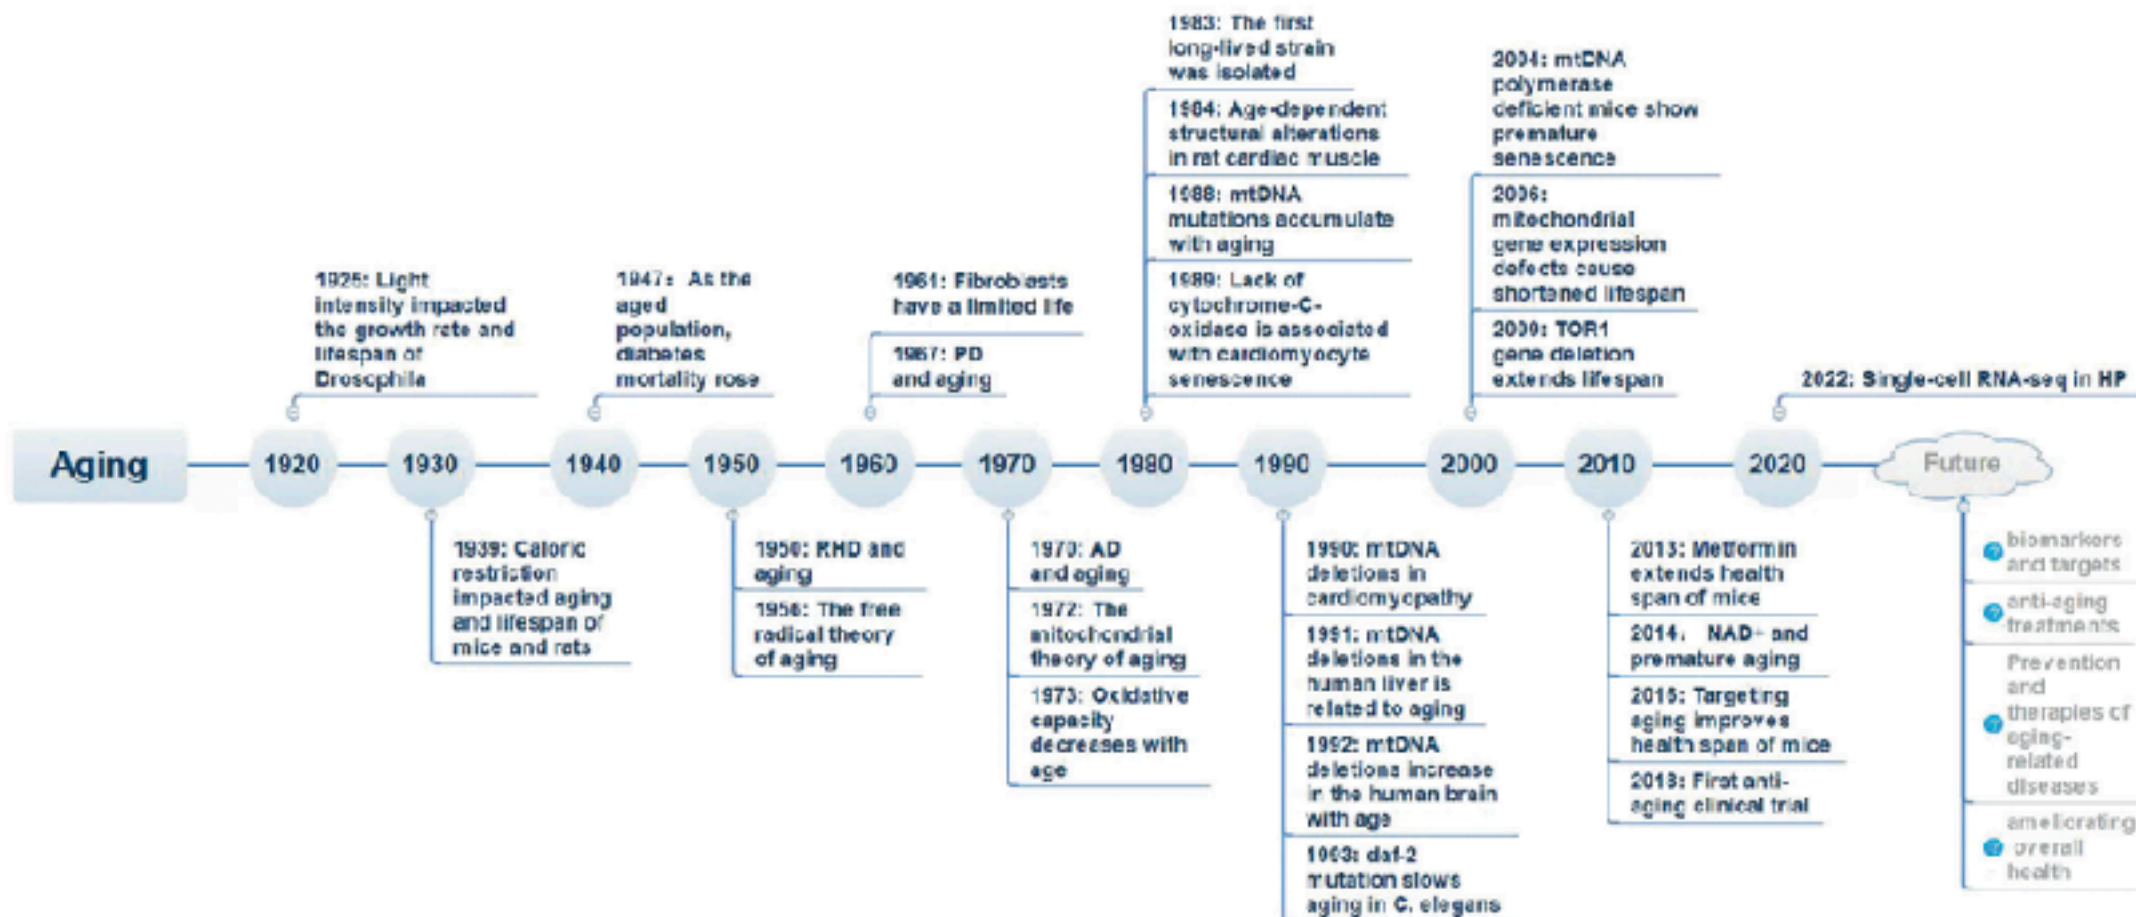 1983: The first
long-lived strain
was isolated
1984: Age-dependent
structural alterations
in rat cardiac muscle
1988: mtDNA
mutations accumulate
with aging
1989: Lack of
cytochrome-C-
oxidase is associated
with cardiomyocyte
senescence
2004: mtDNA
polymerase
deficient mice show
premature
senescence
2006:
mitochondrial
gene expression
defects cause
shortened lifespan
2009: TOR1
gene deletion
extends lifespan
1925: Light
intensity impacted
the growth rate and
lifespan of
Drosophila
1947: As the
aged
population,
diabetes
mortality rose
1961: Fibroblasts
have a limited life
1967: PD
and aging
2022: Single-cell RNA-seq in HP
Aging
1920
1930
1940
1950
1960
1970
1980
1990
2000
2010
2020
Future
1939: Caloric
restriction
impacted aging
and lifespan of
mice and rats
1950: RHD and
aging
1956: The free
radical theory
of aging
1970: AD
and aging
1972: The
mitochondrial
theory of aging
1973: Oxidative
capacity
decreases with
age
1990: mtDNA
deletions in
cardiomyopathy
1991: mtDNA
deletions in the
human liver is
related to aging
1992: mtDNA
deletions increase
in the human brain
with age
1993: daf-2
mutation slows
aging in C. elegans
2013: Metformin
extends health
span of mice
2014: NAD+ and
premature aging
Targeting
aging improves
health span of mice
First anti-
aging clinical trial
biomarkers
and targets
anti-aging
treatments
Prevention
and
therapies of
aging-
related
diseases
ameliorating
overall
health